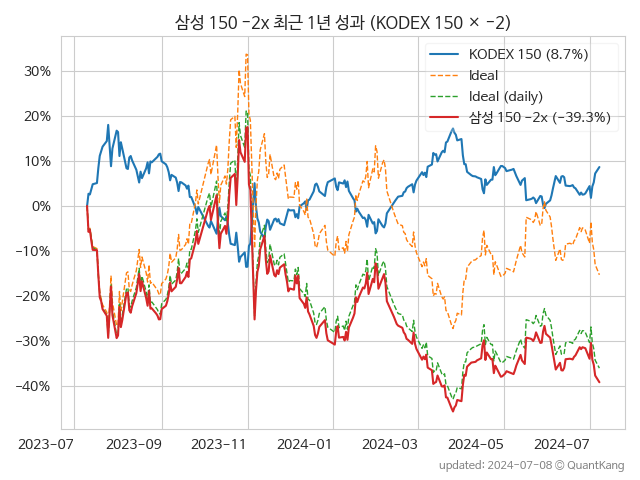 삼성 150 −2x 최근 1년 성과 (KODEX 150 × −2)
KODEX 150 (8.7%)
Ideal
Ideal (daily)
삼성 150 −2x (−39.3%)
30%
20%
10%
0%
−10%
−20%
−30%
−40%
2023-07
2023-09
2023-11
2024-01
2024-03
2024-05
2024-07
updated: 2024-07-08 © QuantKang